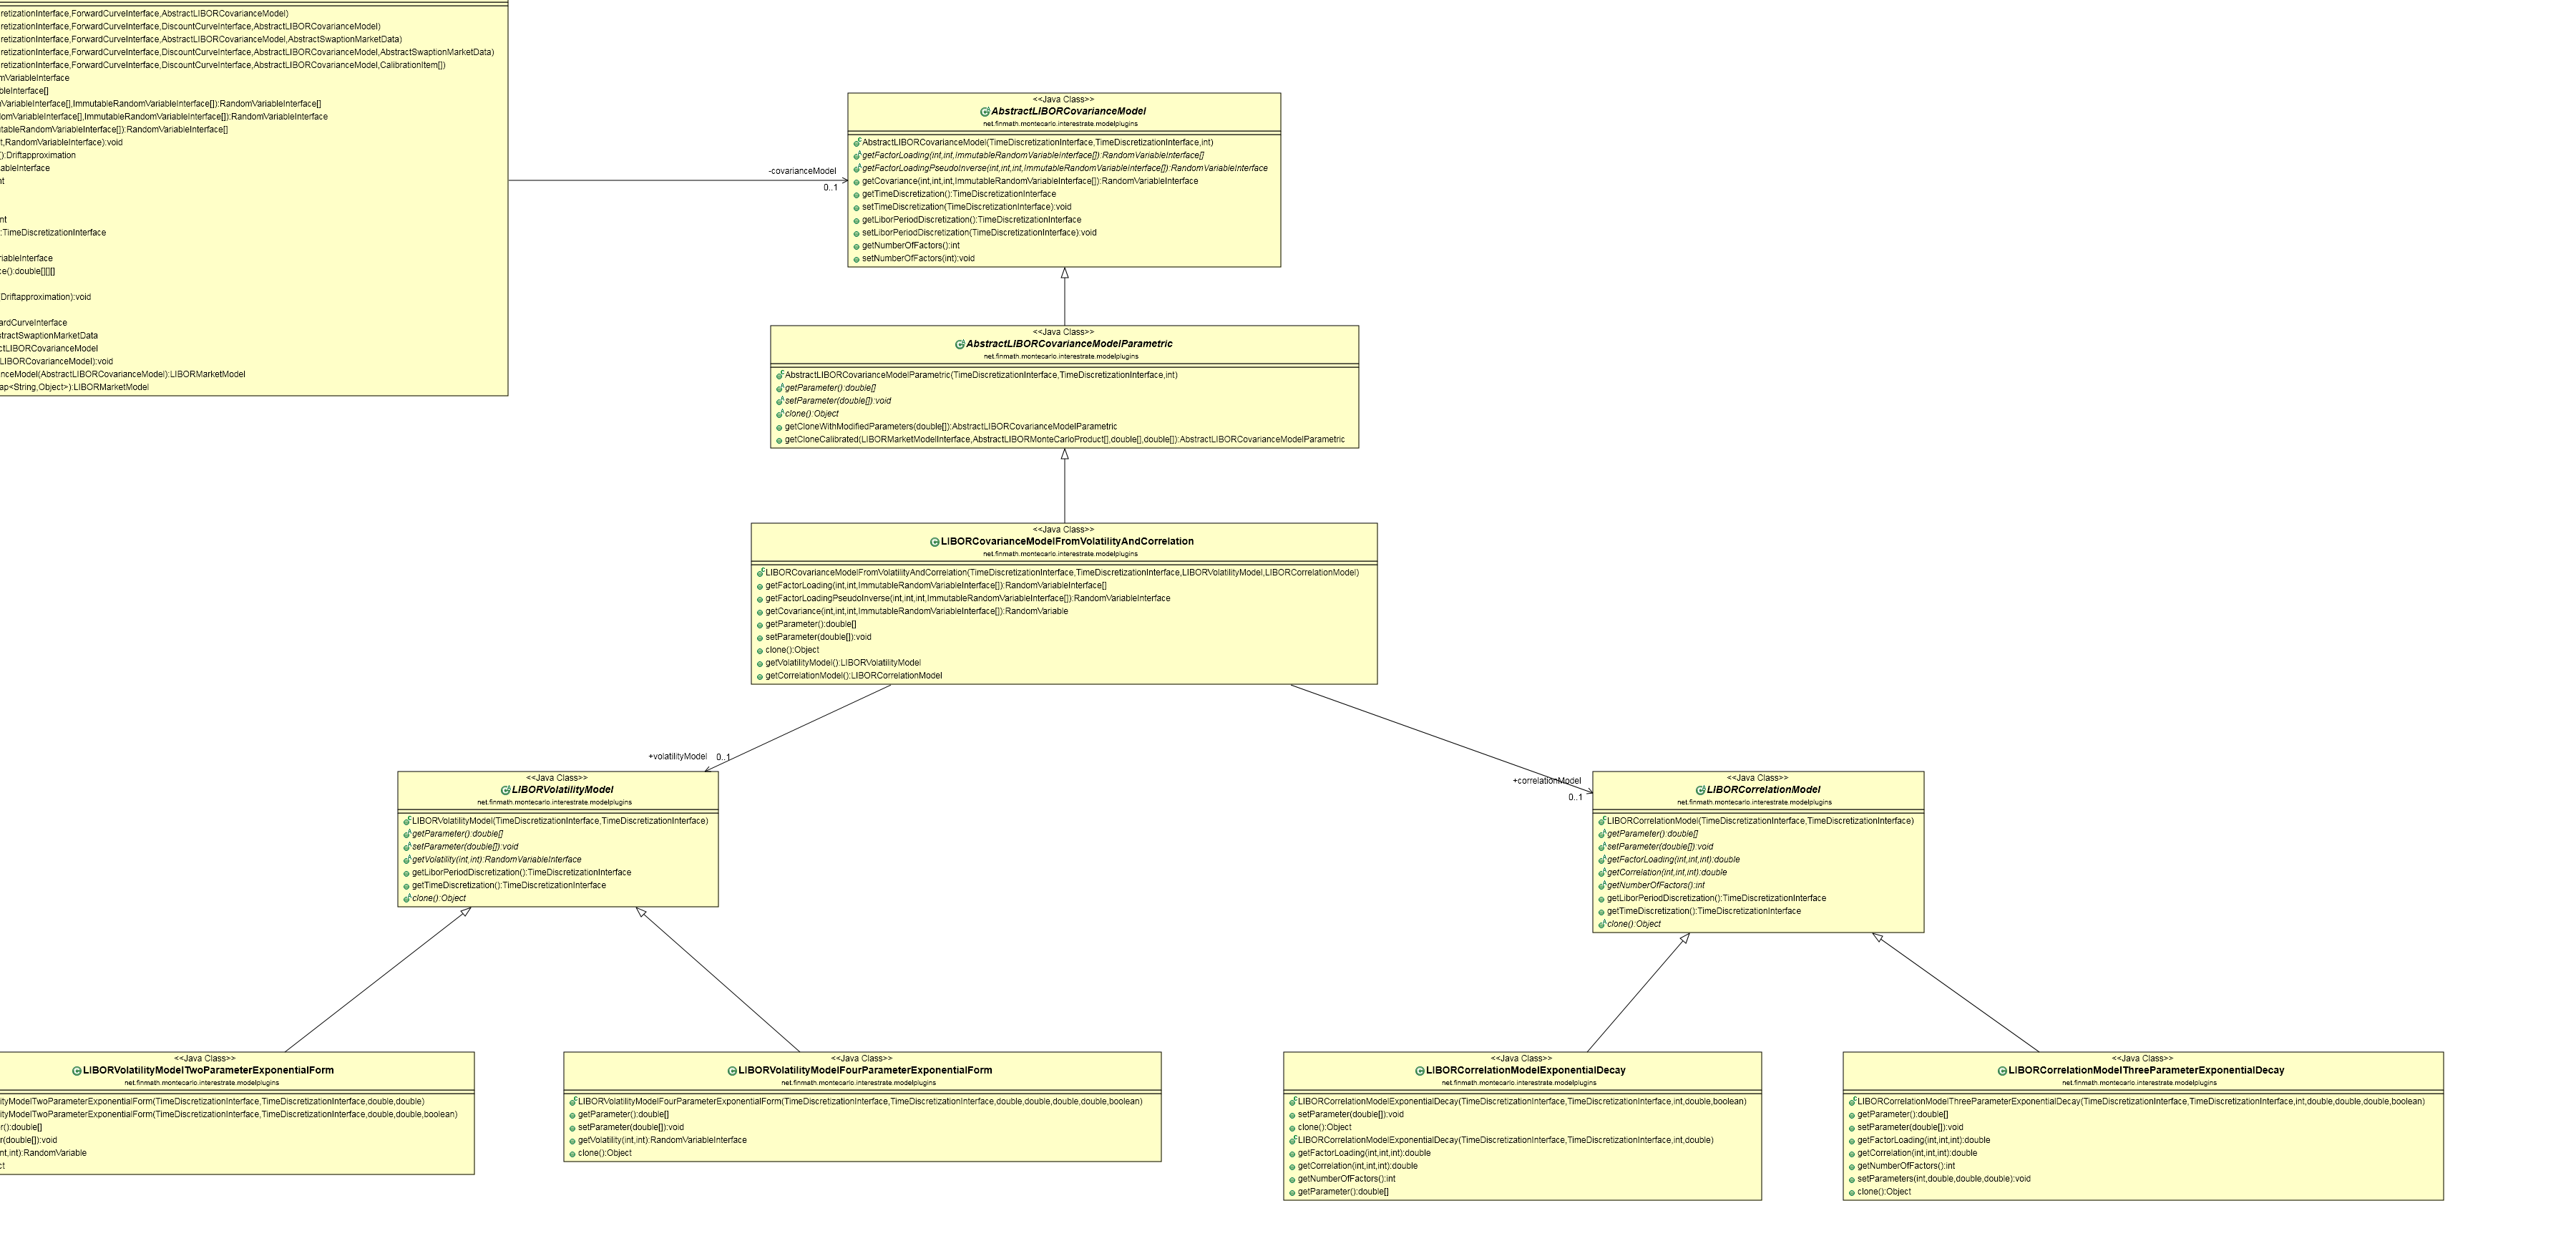 retizationInterface,ForwardCurveInterface,AbstractLIBORCovarianceModel)
retizationInterface,ForwardCurveInterface,DiscountCurveInterface,AbstractLIBORCovarianceModel)
retizationInterface,ForwardCurveInterface,AbstractLIBORCovarianceModel,AbstractSwaptionMarketData)
retizationInterface,ForwardCurveInterface,DiscountCurveInterface,AbstractLIBORCovarianceModel,AbstractSwaptionMarketData)
retizationInterface,ForwardCurveInterface,DiscountCurveInterface,AbstractLIBORCovarianceModel,CalibrationItem[])
mVariableInterface
bleInterface[]
VariableInterface[],ImmutableRandomVariableInterface[]):RandomVariableInterface[]
omVariableInterface[],ImmutableRandomVariableInterface[]):RandomVariableInterface
tableRandomVariableInterface[]):RandomVariableInterface[]
t,RandomVariableInterface):void
):Driftapproximation
ableInterface
nt
nt
:TimeDiscretizationInterface
riableInterface
ce():double[][][]
Driftapproximation):void
ardCurveInterface
stractSwaptionMarketData
ctLIBORCovarianceModel
LIBORCovarianceModel):void
nceModel(AbstractLIBORCovarianceModel):LIBORMarketModel
ap<String,Object>):LIBORMarketModel
-covarianceModel
0..1
<<Java Class>>
AbstractLIBORCovarianceModel
net.finmath.montecarlo.interestrate.modelplugins
AbstractLIBORCovarianceModel(TimeDiscretizationInterface,TimeDiscretizationInterface,int)
getFactorLoading(int,int,ImmutableRandomVariableInterface[]):RandomVariableInterface[]
getFactorLoadingPseudoInverse(int,int,int,ImmutableRandomVariableInterface[]):RandomVariableInterface
getCovariance(int,int,int,ImmutableRandomVariableInterface[]):RandomVariableInterface
getTimeDiscretization():TimeDiscretizationInterface
setTimeDiscretization(TimeDiscretizationInterface):void
getLiborPeriodDiscretization():TimeDiscretizationInterface
setLiborPeriodDiscretization(TimeDiscretizationInterface):void
getNumberOfFactors():int
setNumberOfFactors(int):void
<<Java Class>>
AbstractLIBORCovarianceModelParametric
net.finmath.montecarlo.interestrate.modelplugins
AbstractLIBORCovarianceModelParametric(TimeDiscretizationInterface,TimeDiscretizationInterface,int)
getParameter():double[]
setParameter(double[]):void
clone():Object
getCloneWithModifiedParameters(double[]):AbstractLIBORCovarianceModelParametric
getCloneCalibrated(LIBORMarketModelInterface,AbstractLIBORMonteCarloProduct[],double[],double[]):AbstractLIBORCovarianceModelParametric
<<Java Class>>
LIBORCovarianceModelFromVolatilityAndCorrelation
net.finmath.montecarlo.interestrate.modelplugins
LIBORCovarianceModelFromVolatilityAndCorrelation(TimeDiscretizationInterface,TimeDiscretizationInterface,LIBORVolatilityModel,LIBORCorrelationModel)
getFactorLoading(int,int,ImmutableRandomVariableInterface[]):RandomVariableInterface[]
getFactorLoadingPseudoInverse(int,int,int,ImmutableRandomVariableInterface[]):RandomVariableInterface
getCovariance(int,int,int,ImmutableRandomVariableInterface[]):RandomVariable
getParameter():double[]
setParameter(double[]):void
clone():Object
getVolatilityModel():LIBORVolatilityModel
getCorrelationModel():LIBORCorrelationModel
+volatilityModel
0..1
+correlationModel
0..1
<<Java Class>>
LIBORVolatilityModel
net.finmath.montecarlo.interestrate.modelplugins
LIBORVolatilityModel(TimeDiscretizationInterface,TimeDiscretizationInterface)
getParameter():double[]
setParameter(double[]):void
getVolatility(int,int):RandomVariableInterface
getLiborPeriodDiscretization():TimeDiscretizationInterface
getTimeDiscretization():TimeDiscretizationInterface
clone():Object
<<Java Class>>
LIBORCorrelationModel
net.finmath.montecarlo.interestrate.modelplugins
LIBORCorrelationModel(TimeDiscretizationInterface,TimeDiscretizationInterface)
getParameter():double[]
setParameter(double[]):void
getFactorLoading(int,int,int):double
getCorrelation(int,int,int):double
getNumberOfFactors():int
getLiborPeriodDiscretization():TimeDiscretizationInterface
getTimeDiscretization():TimeDiscretizationInterface
clone():Object
<<Java Class>>
LIBORVolatilityModelTwoParameterExponentialForm
net.finmath.montecarlo.interestrate.modelplugins
ityModelTwoParameterExponentialForm(TimeDiscretizationInterface,TimeDiscretizationInterface,double,double)
ityModelTwoParameterExponentialForm(TimeDiscretizationInterface,TimeDiscretizationInterface,double,double,boolean)
r():double[]
r(double[]):void
nt,int):RandomVariable
ct
<<Java Class>>
LIBORVolatilityModelFourParameterExponentialForm
net.finmath.montecarlo.interestrate.modelplugins
LIBORVolatilityModelFourParameterExponentialForm(TimeDiscretizationInterface,TimeDiscretizationInterface,double,double,double,double,boolean)
getParameter():double[]
setParameter(double[]):void
getVolatility(int,int):RandomVariableInterface
clone():Object
<<Java Class>>
LIBORCorrelationModelExponentialDecay
net.finmath.montecarlo.interestrate.modelplugins
LIBORCorrelationModelExponentialDecay(TimeDiscretizationInterface,TimeDiscretizationInterface,int,double,boolean)
setParameter(double[]):void
clone():Object
LIBORCorrelationModelExponentialDecay(TimeDiscretizationInterface,TimeDiscretizationInterface,int,double)
getFactorLoading(int,int,int):double
getCorrelation(int,int,int):double
getNumberOfFactors():int
getParameter():double[]
<<Java Class>>
LIBORCorrelationModelThreeParameterExponentialDecay
net.finmath.montecarlo.interestrate.modelplugins
LIBORCorrelationModelThreeParameterExponentialDecay(TimeDiscretizationInterface,TimeDiscretizationInterface,int,double,double,double,boolean)
getParameter():double[]
setParameter(double[]):void
getFactorLoading(int,int,int):double
getCorrelation(int,int,int):double
getNumberOfFactors():int
setParameters(int,double,double,double):void
clone():Object